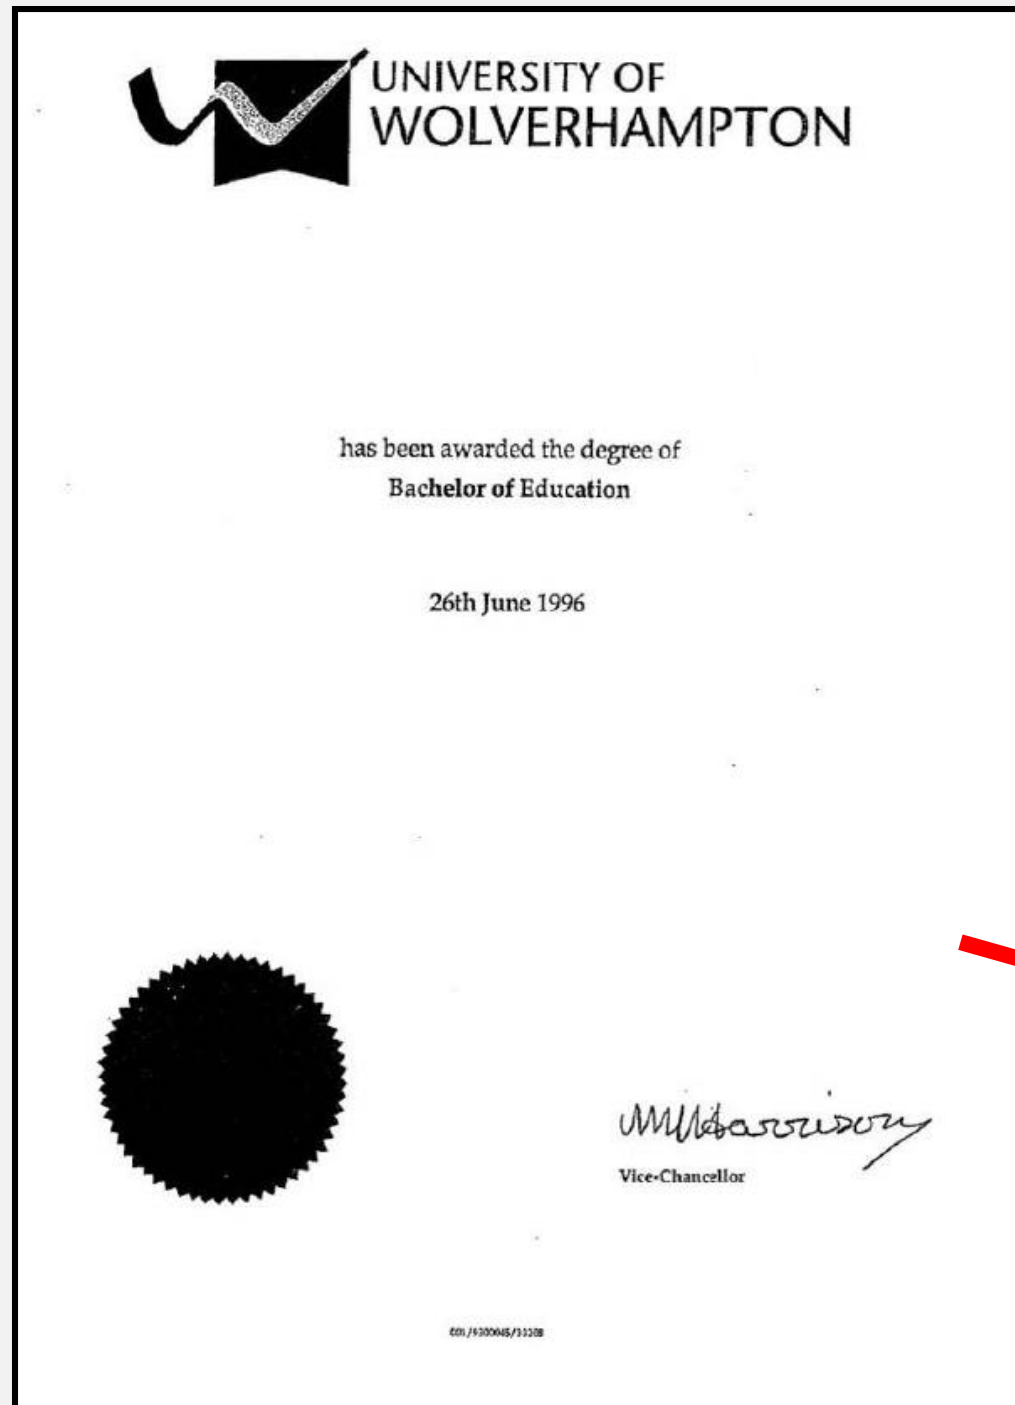 UNIVERSITY OF
WOLVERHAMPTON
has been awarded the degree of
Bachelor of Education
26th June 1996
Vice-Chancellor